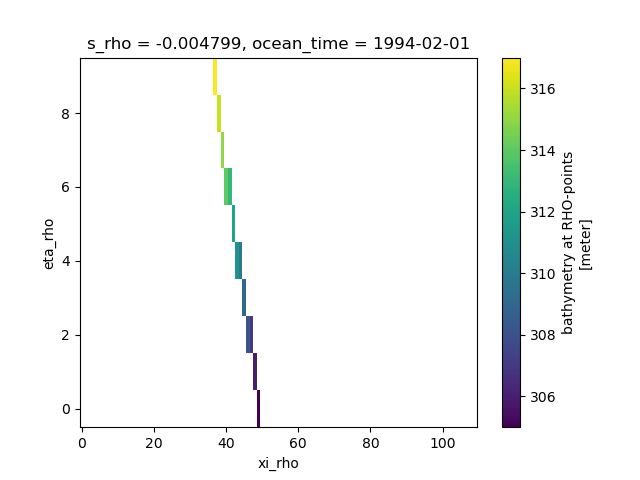 s_rho = -0.004799, ocean_time = 1994-02-01
8
6
4
2
0
eta_rho
0 20 40 60 80 100
xi_rho
316
314
312
310
308
306
bathymetry at RHO-points
[meter]